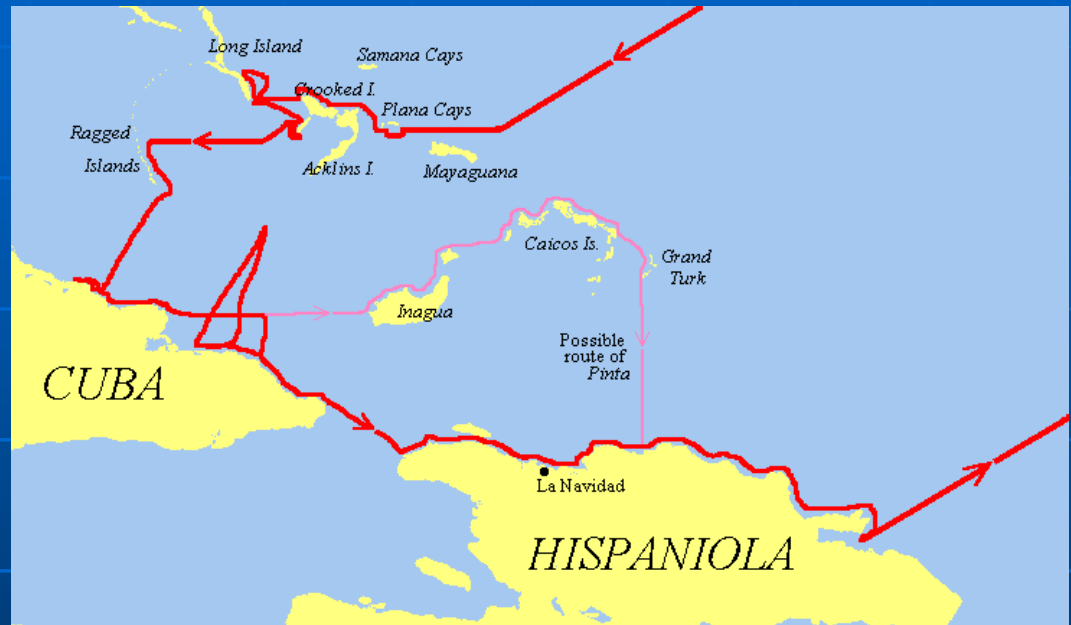 Long Island
Samana Cays
Crooked I.
Plana Cays
Ragged
Islands
Acklins I.
Mayaguana
Caicos Is.
Grand
Turk
Inagua
Possible
route of
Pinta
CUBA
La Navidad
HISPANIOLA